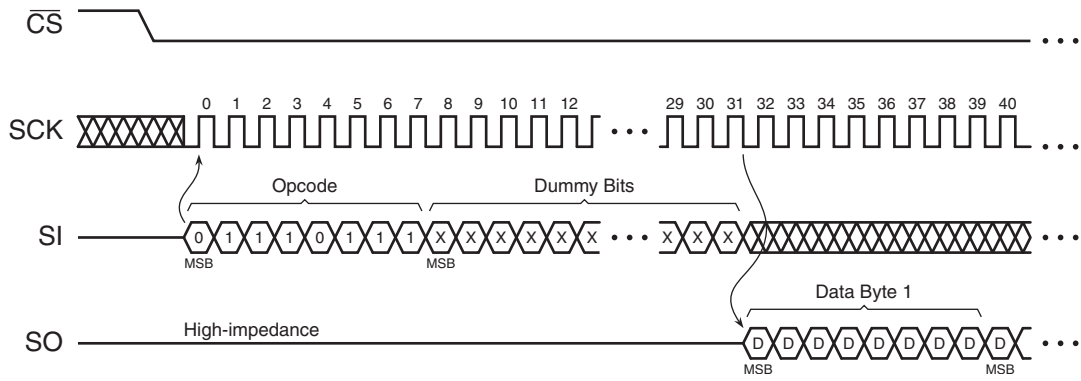 CS
0 1 2 3 4 5 6 7 8 9 10 11 12 29 30 31 32 33 34 35 36 37 38 39 40
SCK
Opcode Dummy Bits
SI 0 1 1 1 0 1 1 1 X X X X X X X X X
MSB MSB
Data Byte 1
High-impedance
SO D D D D D D D D D
MSB MSB